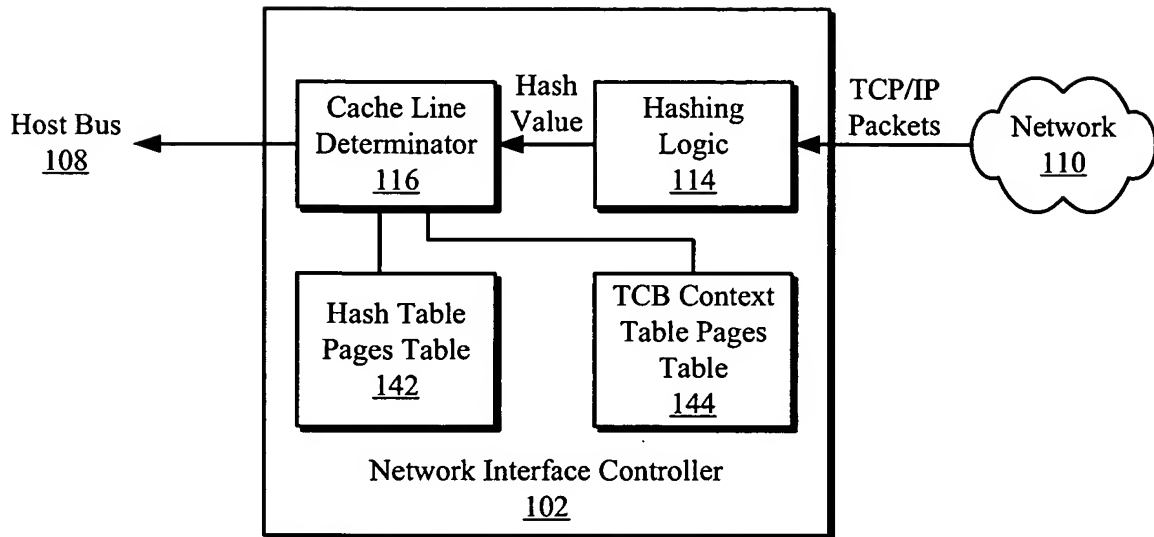 Host Bus
108
Cache Line
Determinator
116
Hash
Value
Hashing
Logic
114
TCP/IP
Packets
Network
110
Hash Table
Pages Table
142
TCB Context
Table Pages
Table
144
Network Interface Controller
102